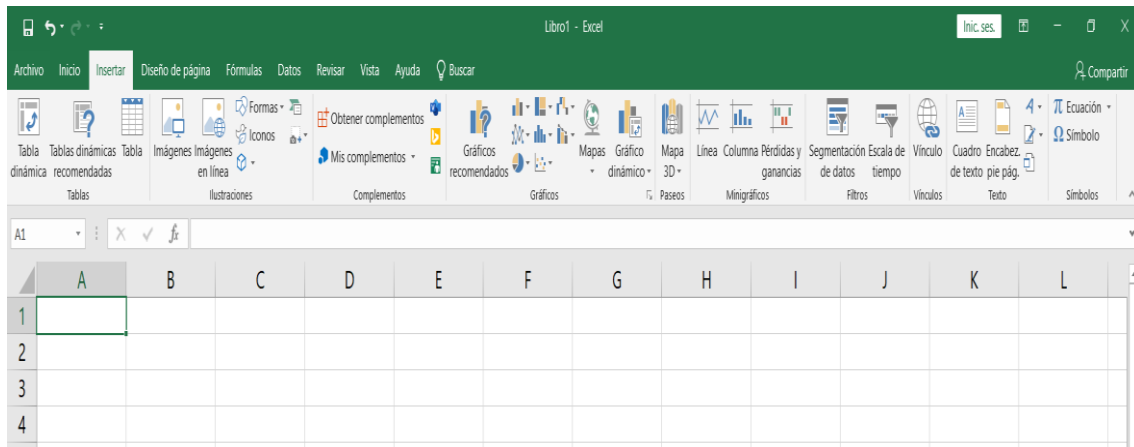 Libro1 - Excel
Inic. ses.
Archivo Inicio Insertar Diseño de página Fórmulas Datos Revisar Vista Ayuda Buscar Compartir
Tabla dinámica
Tablas dinámicas recomendadas
Tabla
Tablas
Imágenes
Imágenes en línea
Formas
Iconos
Ilustraciones
Obtener complementos
Mis complementos
Complementos
Gráficos recomendados
Mapas
Gráfico dinámico
Gráficos
Mapa 3D
Paseos
Línea
Columna
Pérdidas y ganancias
Minigráficos
Segmentación de datos
Escala de tiempo
Filtros
Vínculo
Vínculos
Cuadro de texto
Encabez. pie pág.
Texto
π Ecuación
Ω Símbolo
Símbolos
A1
fx
A B C D E F G H I J K L
1
2
3
4